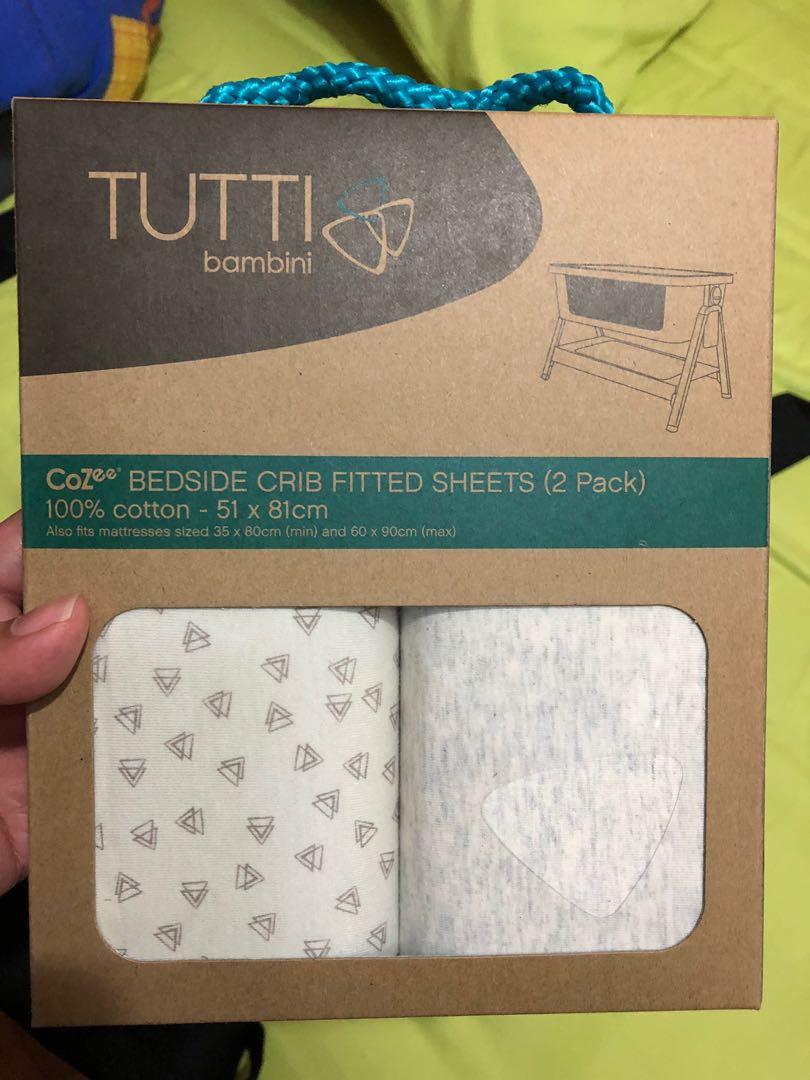 TUTTI
bambini
CoZee® BEDSIDE CRIB FITTED SHEETS (2 Pack)
100% cotton - 51 x 81cm
Also fits mattresses sized 35 x 80cm (min) and 60 x 90cm (max)